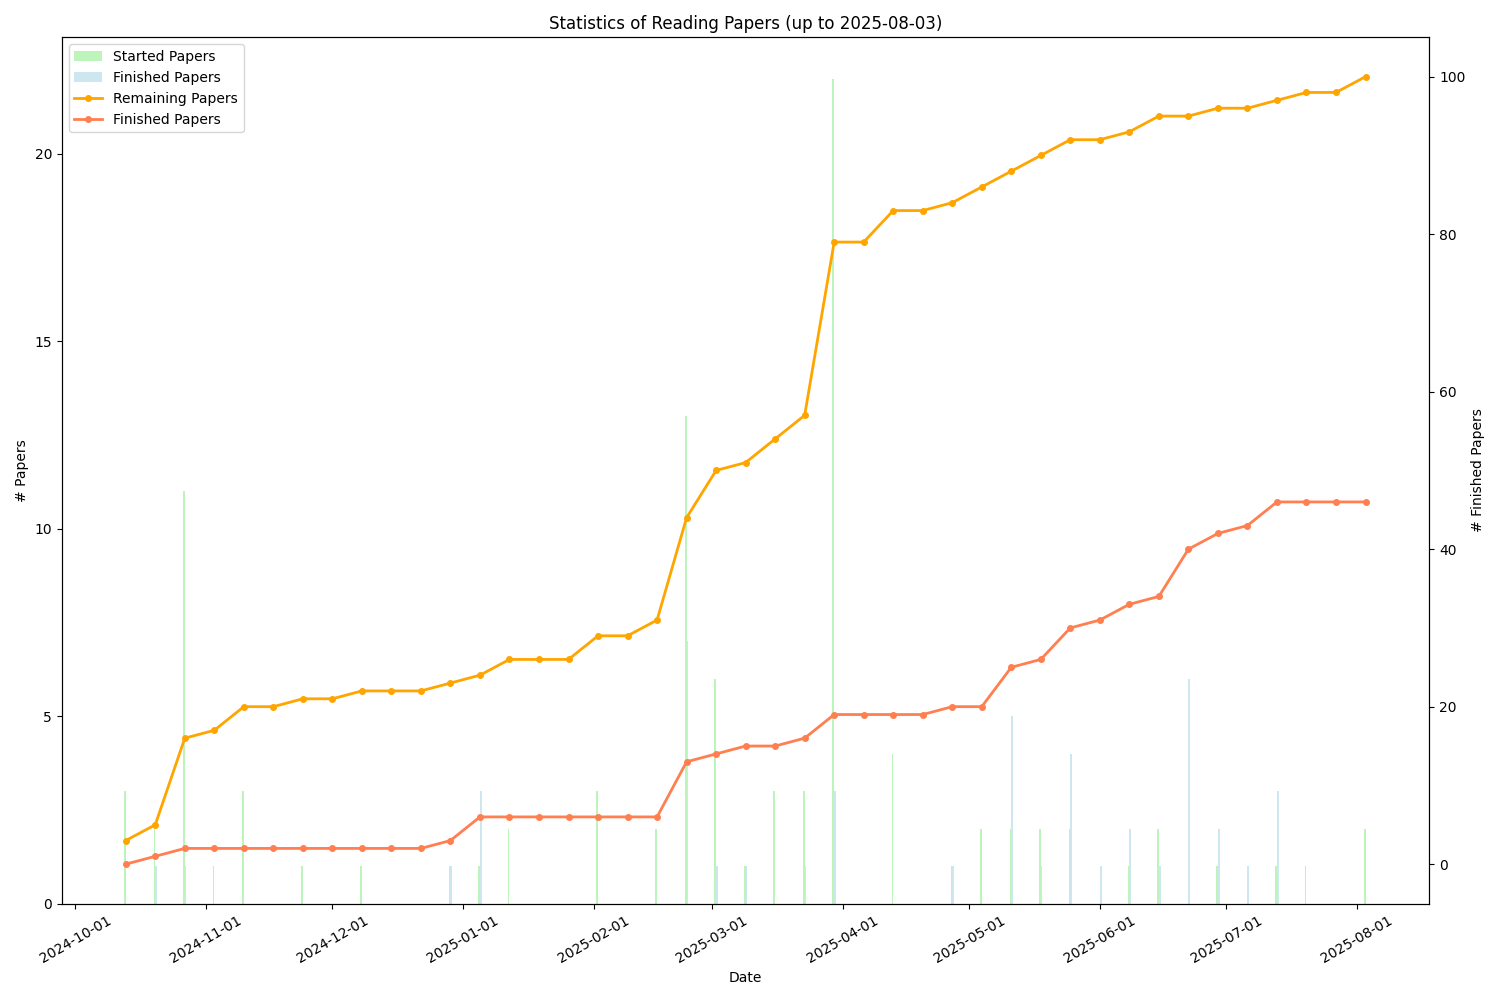 Statistics of Reading Papers (up to 2025-08-03)
Started Papers
Finished Papers
Remaining Papers
Finished Papers
# Papers
20
15
10
5
0
100
80
60
40
20
0
# Finished Papers
2024-10-01
2024-11-01
2024-12-01
2025-01-01
2025-02-01
2025-03-01
2025-04-01
2025-05-01
2025-06-01
2025-07-01
2025-08-01
Date